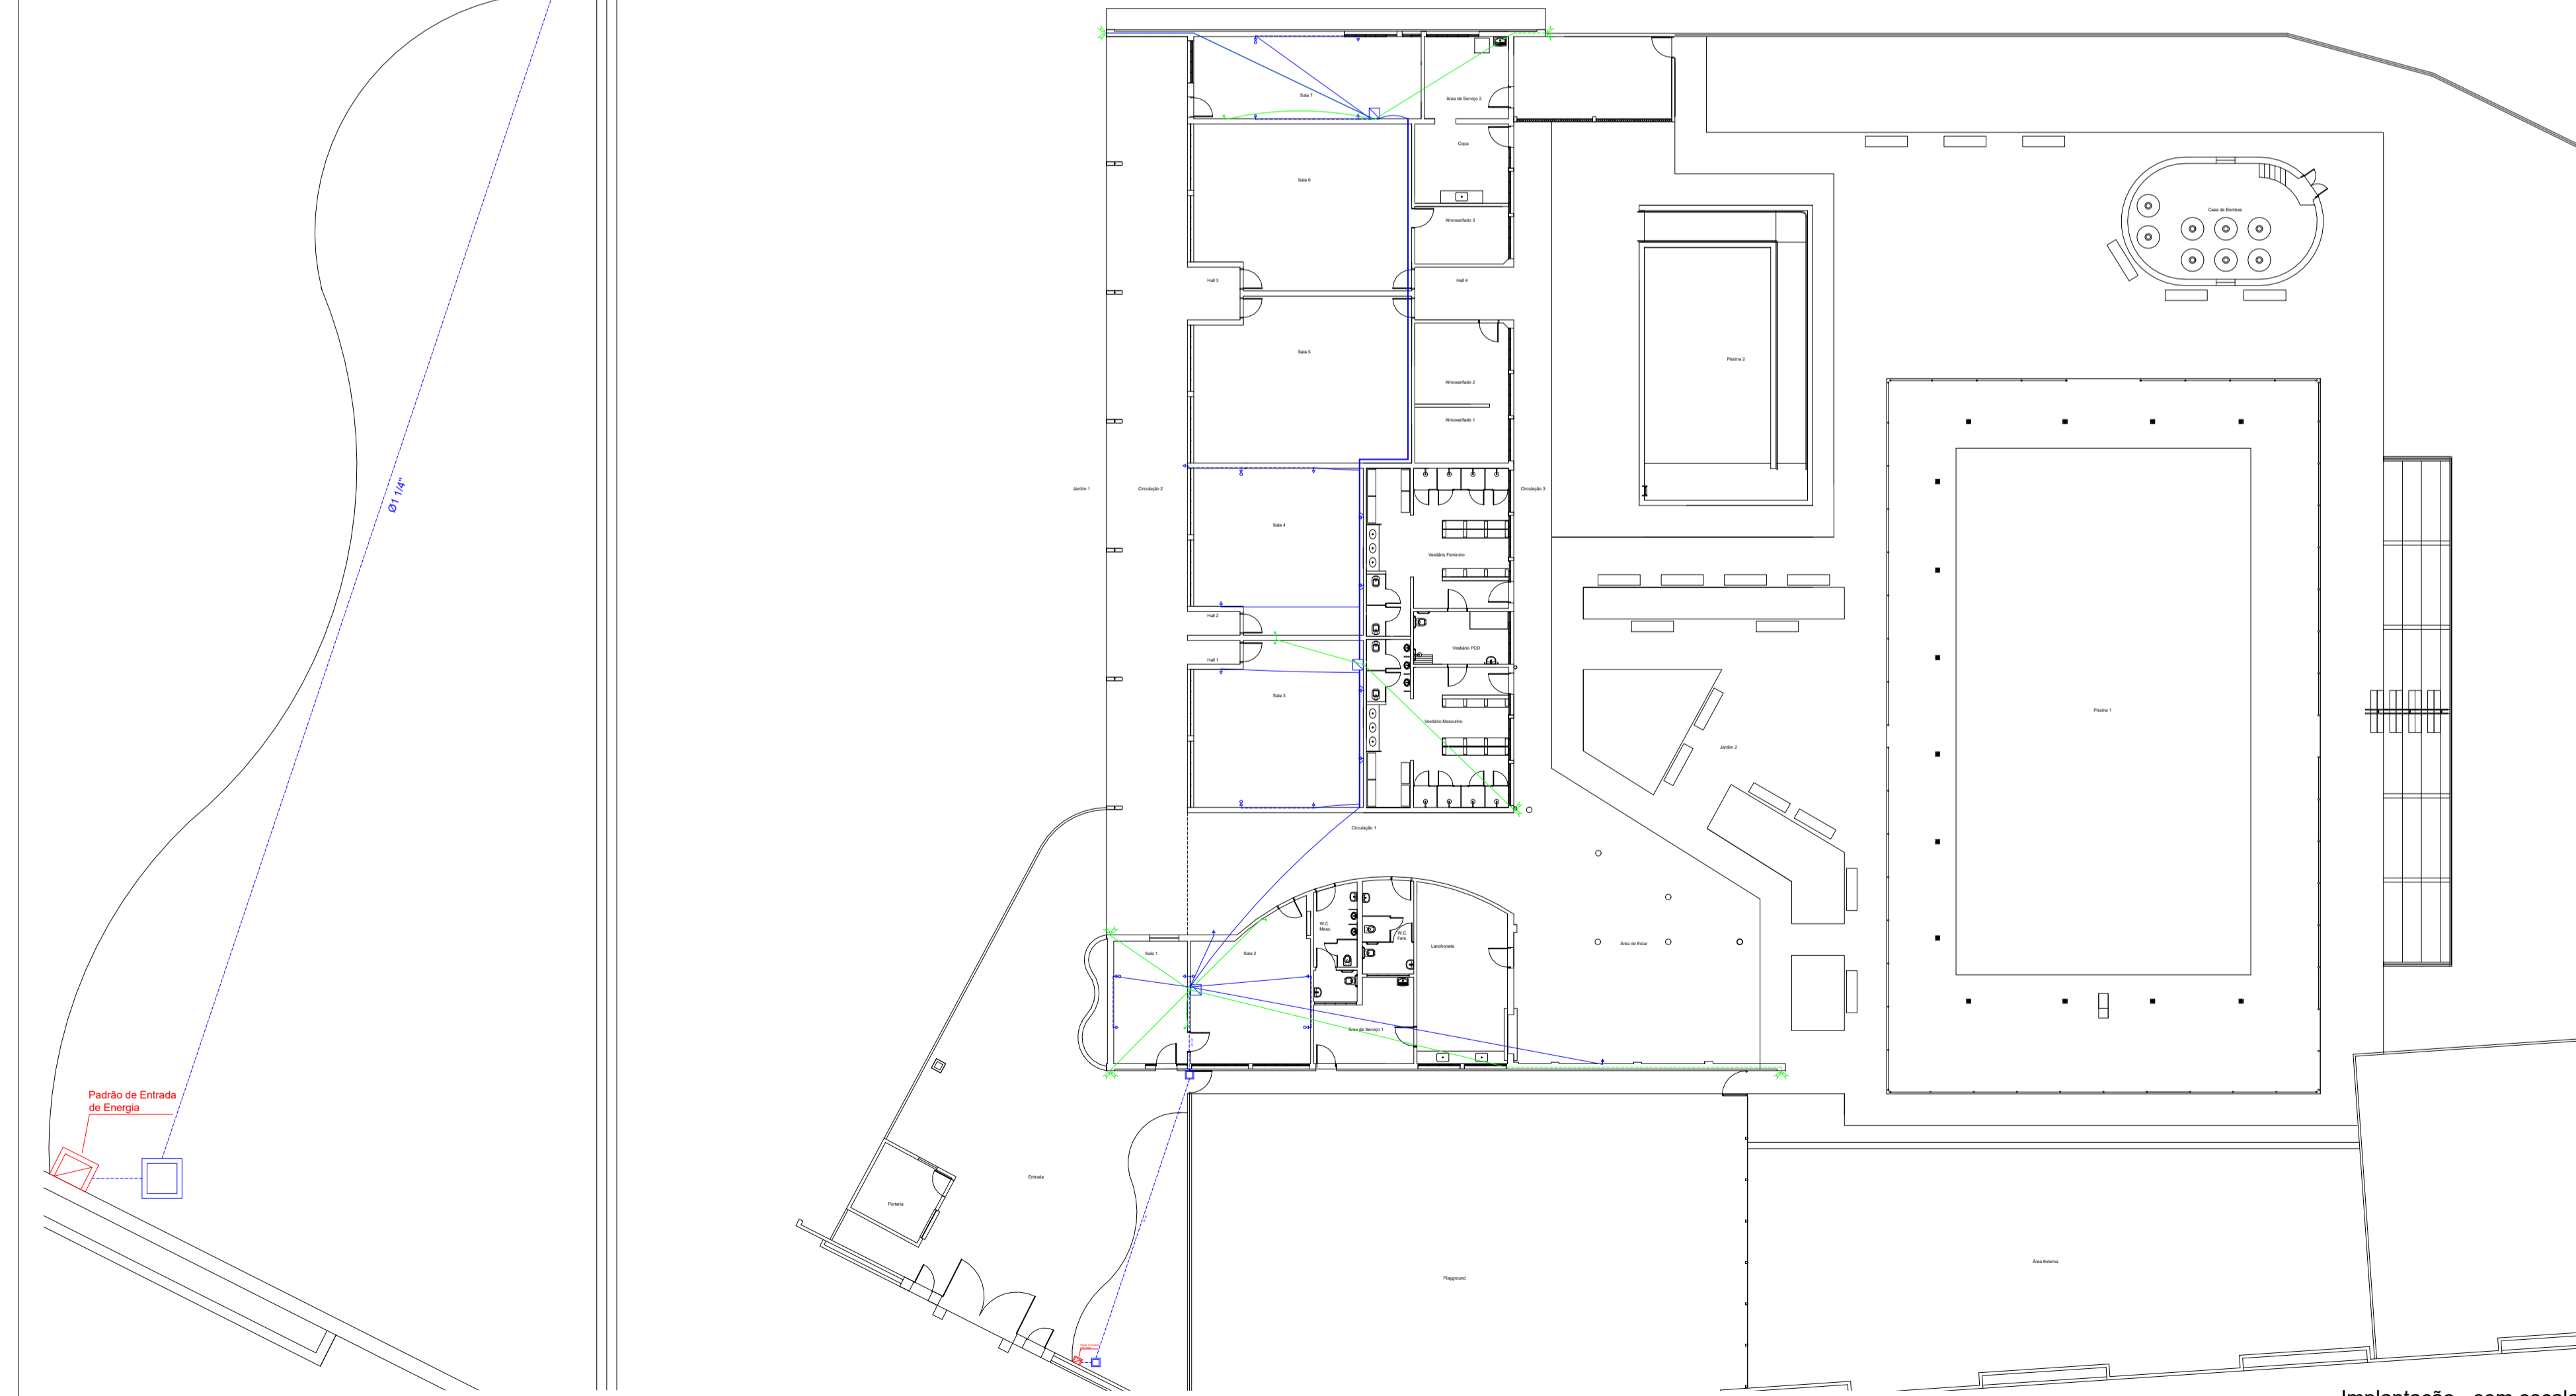 Ø1 1/4"
Padrão de Entrada
de Energia
Sala 7
Área de Serviço 2
Copa
Sala 6
Almoxarifado 3
Hall 3
Hall 4
Sala 5
Almoxarifado 2
Almoxarifado 1
Piscina 2
Casa de Bombas
Jardim 1
Circulação 2
Circulação 3
Sala 4
Vestiário Feminino
Hall 2
Vestiário PCD
Hall 1
Sala 3
Vestiário Masculino
Piscina 1
Jardim 2
Circulação 1
W.C.
Masc.
W.C.
Fem.
Lanchonete
Área de Estar
Sala 1
Sala 2
Área de Serviço 1
Entrada
Portaria
Playground
Área Externa